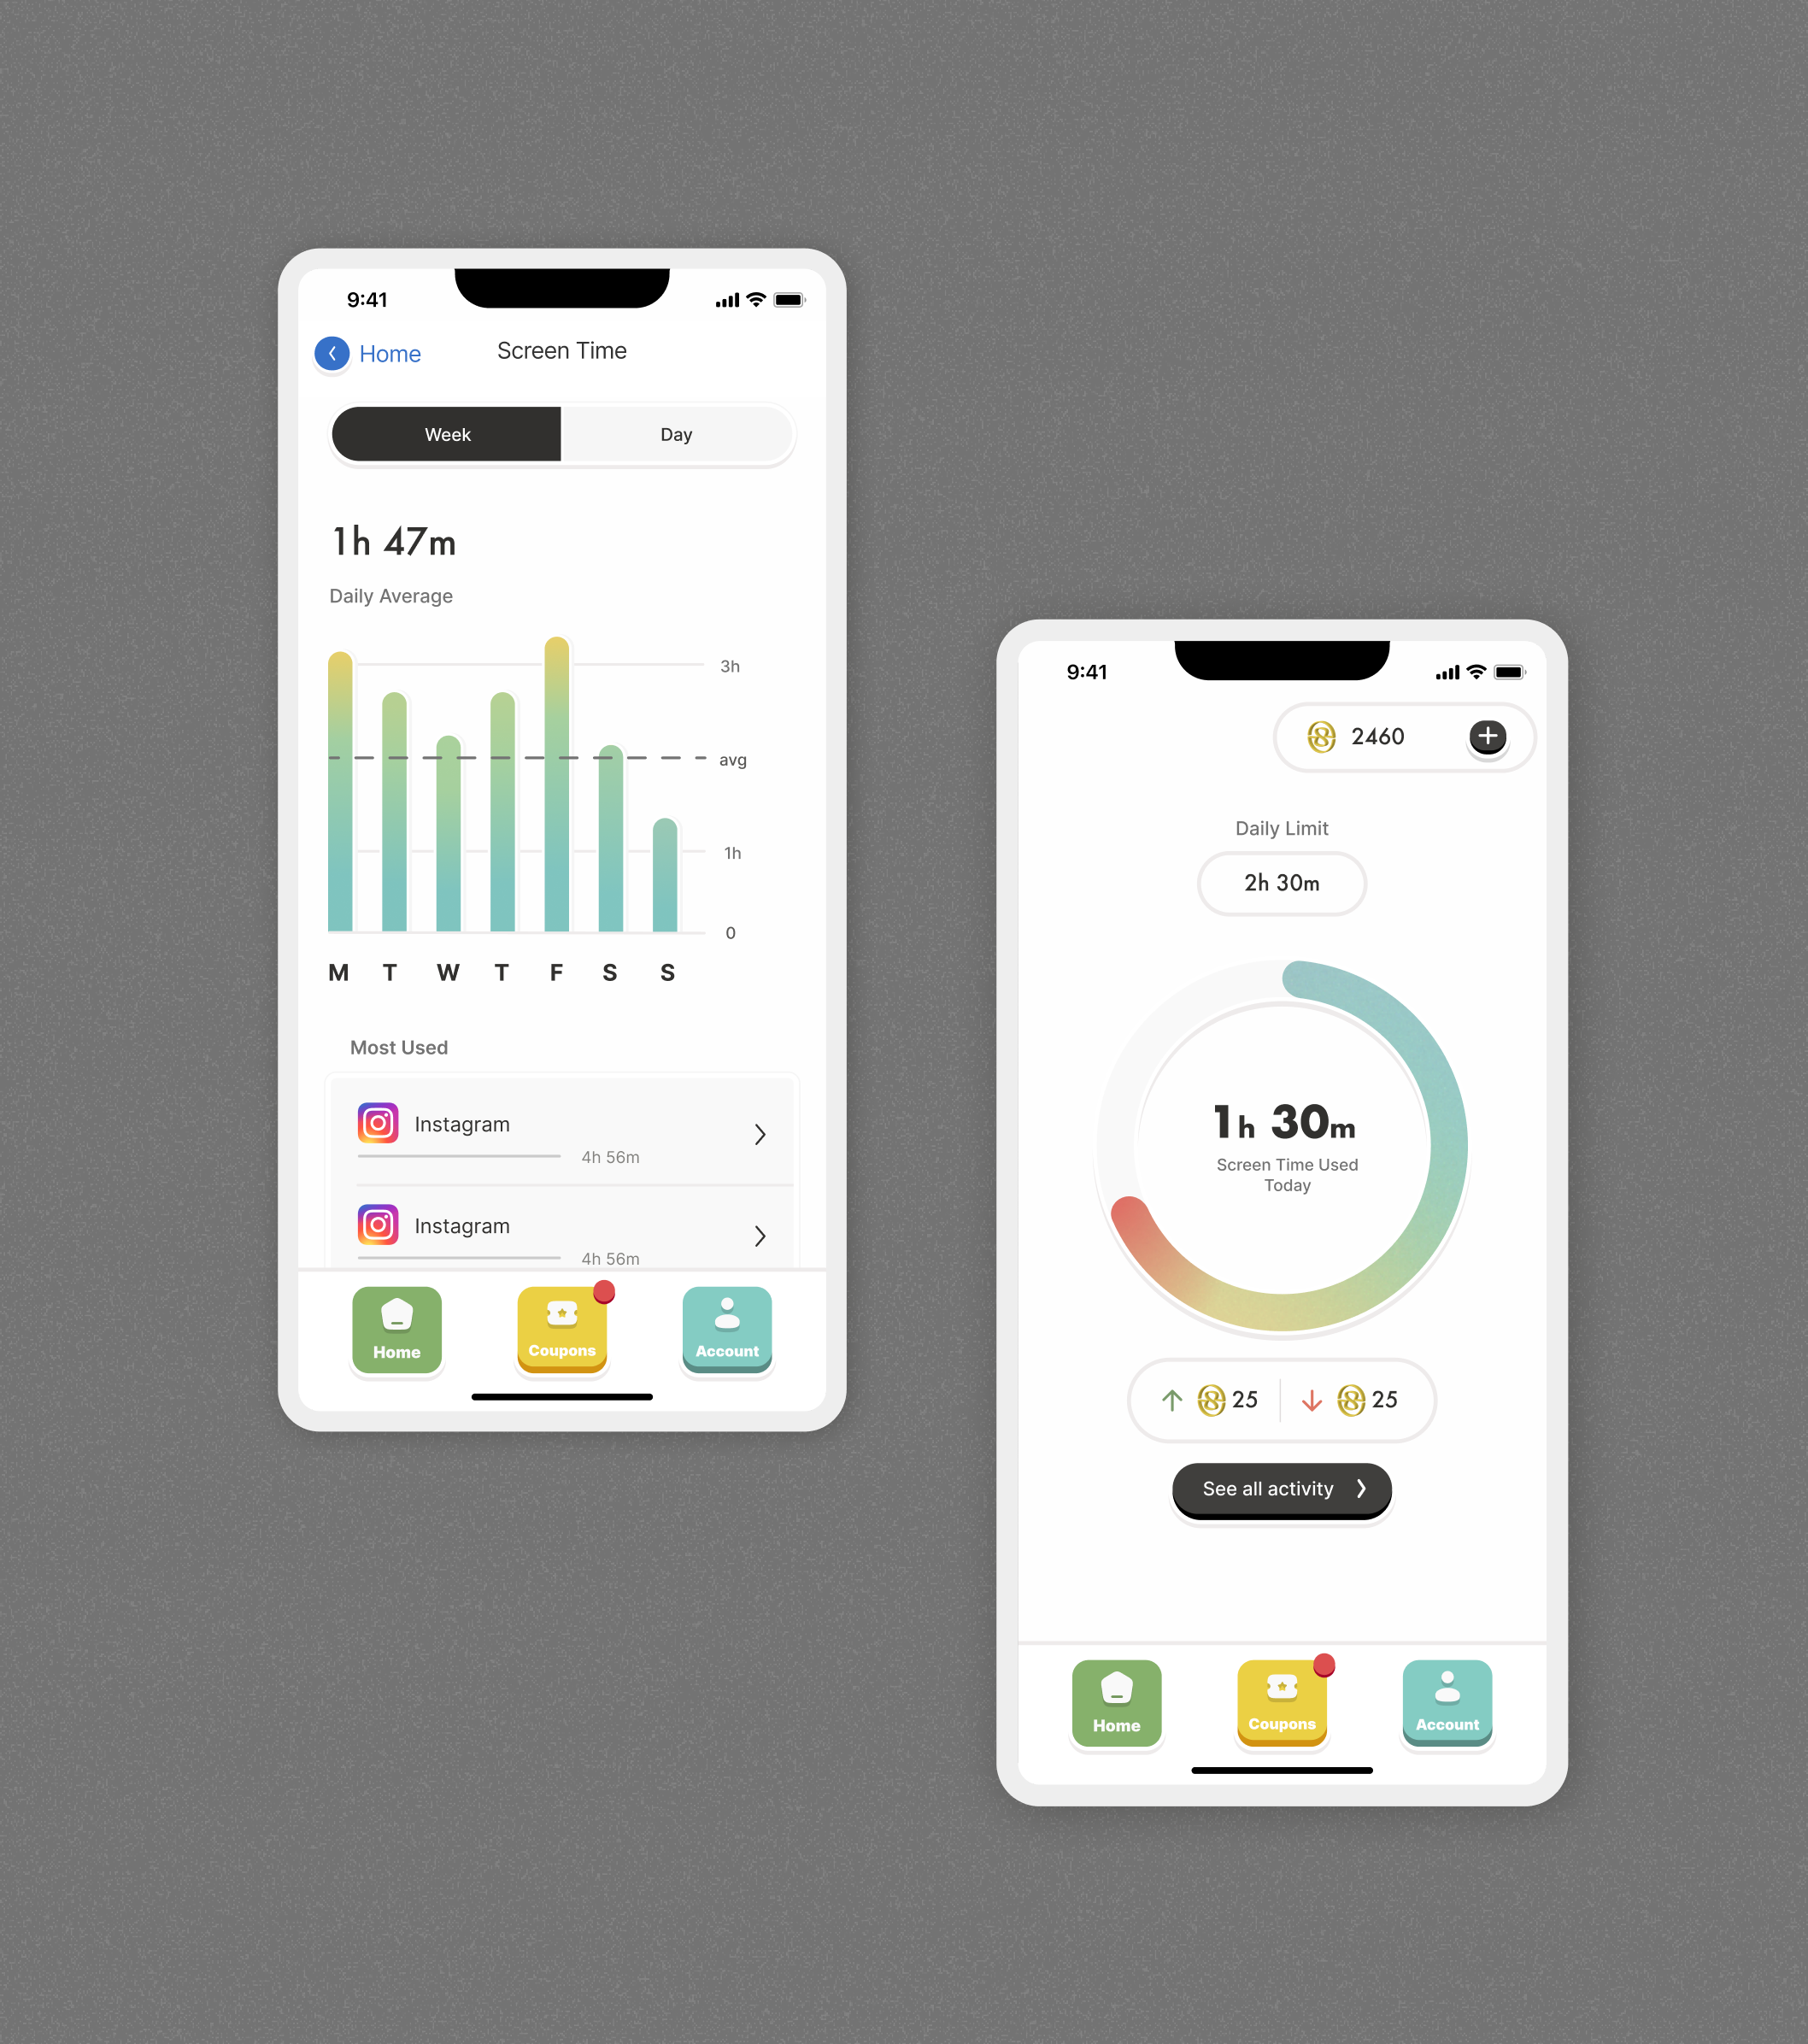 9:41
Home
Screen Time
Week
Day
1h 47m
Daily Average
3h
avg
1h
0
M T W T F S S
Most Used
Instagram
4h 56m
Instagram
4h 56m
Home
Coupons
Account
9:41
2460
Daily Limit
2h 30m
1h 30m
Screen Time Used
Today
25
25
See all activity
Home
Coupons
Account